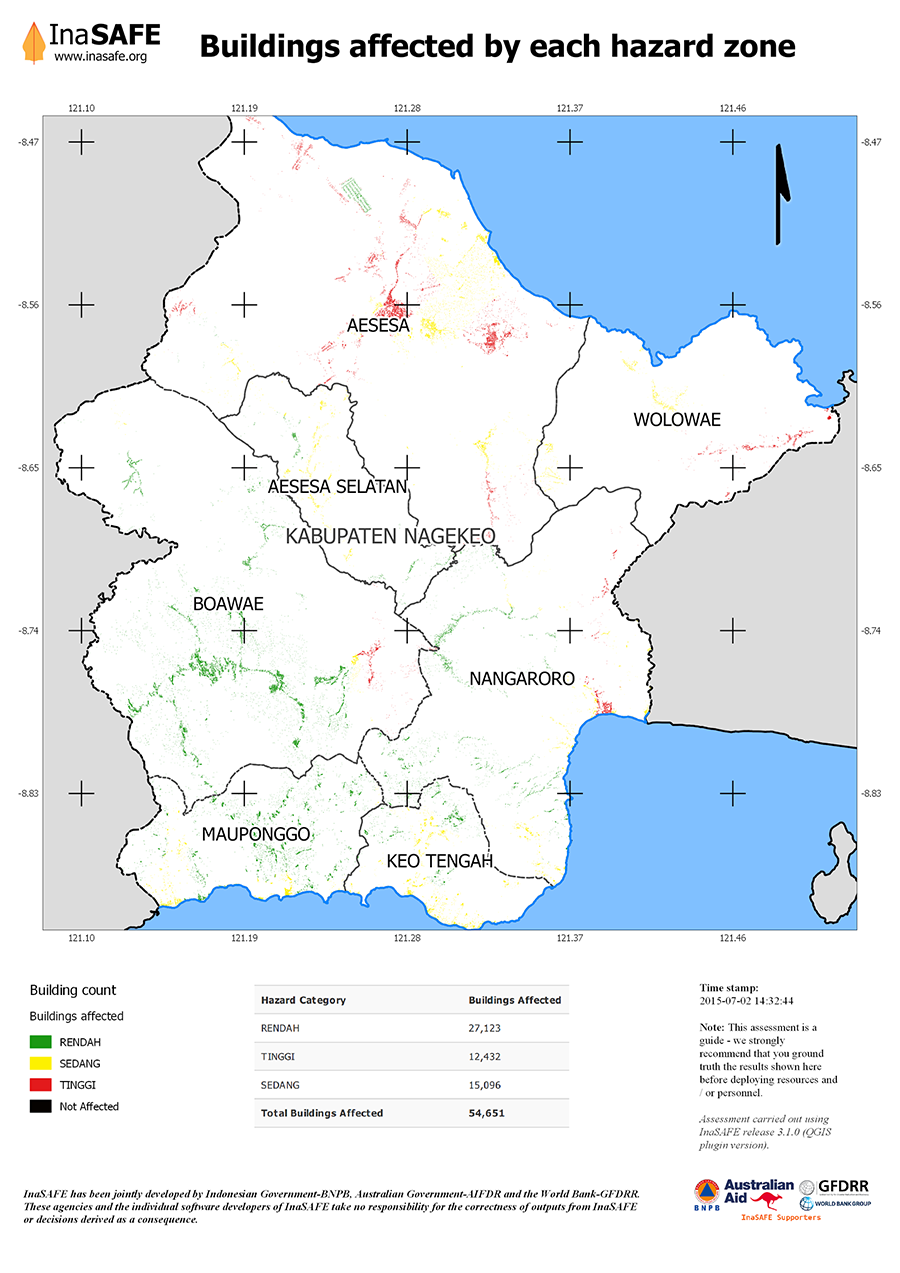 InaSAFE
www.inasafe.org
Buildings affected by each hazard zone
121.10 121.19 121.28 121.37 121.46
-8.47 -8.47
-8.56 -8.56
AESESA
WOLOWAE
-8.65 -8.65
AESESA SELATAN
KABUPATEN NAGEKEO
BOAWAE
-8.74 -8.74
NANGARORO
-8.83 -8.83
MAUPONGGO
KEO TENGAH
121.10 121.19 121.28 121.37 121.46
Building count
Buildings affected
RENDAH
SEDANG
TINGGI
Not Affected
Hazard Category Buildings Affected
RENDAH 27,123
TINGGI 12,432
SEDANG 15,096
Total Buildings Affected 54,651
Time stamp:
2015-07-02 14:32:44
Note: This assessment is a
guide - we strongly
recommend that you ground
truth the results shown here
before deploying resources and
/ or personnel.
Assessment carried out using
InaSAFE release 3.1.0 (QGIS
plugin version).
InaSAFE has been jointly developed by Indonesian Government-BNPB, Australian Government-AIFDR and the World Bank-GFDRR.
These agencies and the individual software developers of InaSAFE take no responsibility for the correctness of outputs from InaSAFE
or decisions derived as a consequence.
BNPB
Australian
Aid
GFDRR
WORLD BANK GROUP
InaSAFE Supporters